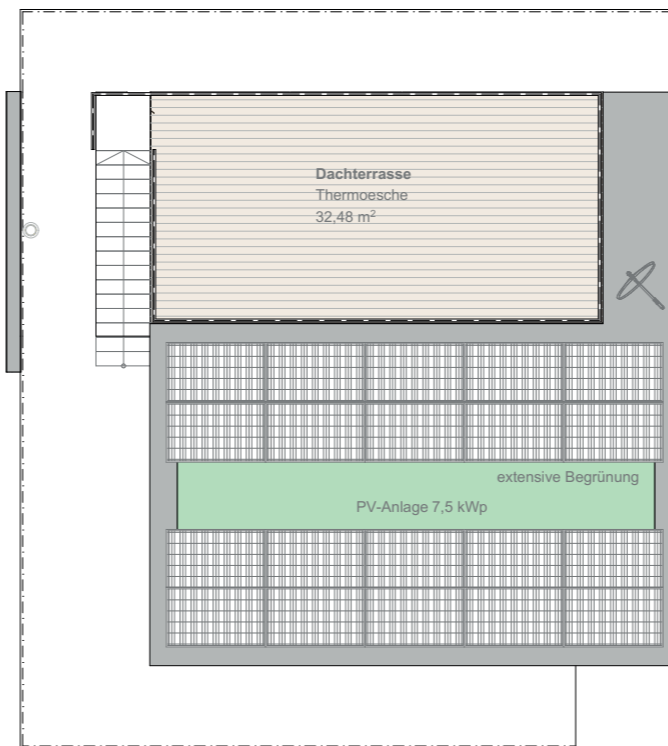 Dachterrasse
Thermoesche
32,48 m²
extensive Begrünung
PV-Anlage 7,5 kWp